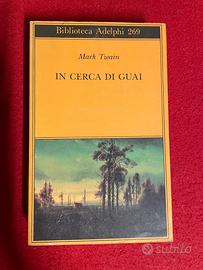 Biblioteca Adelphi 269
Mark Twain
IN CERCA DI GUAI
subito